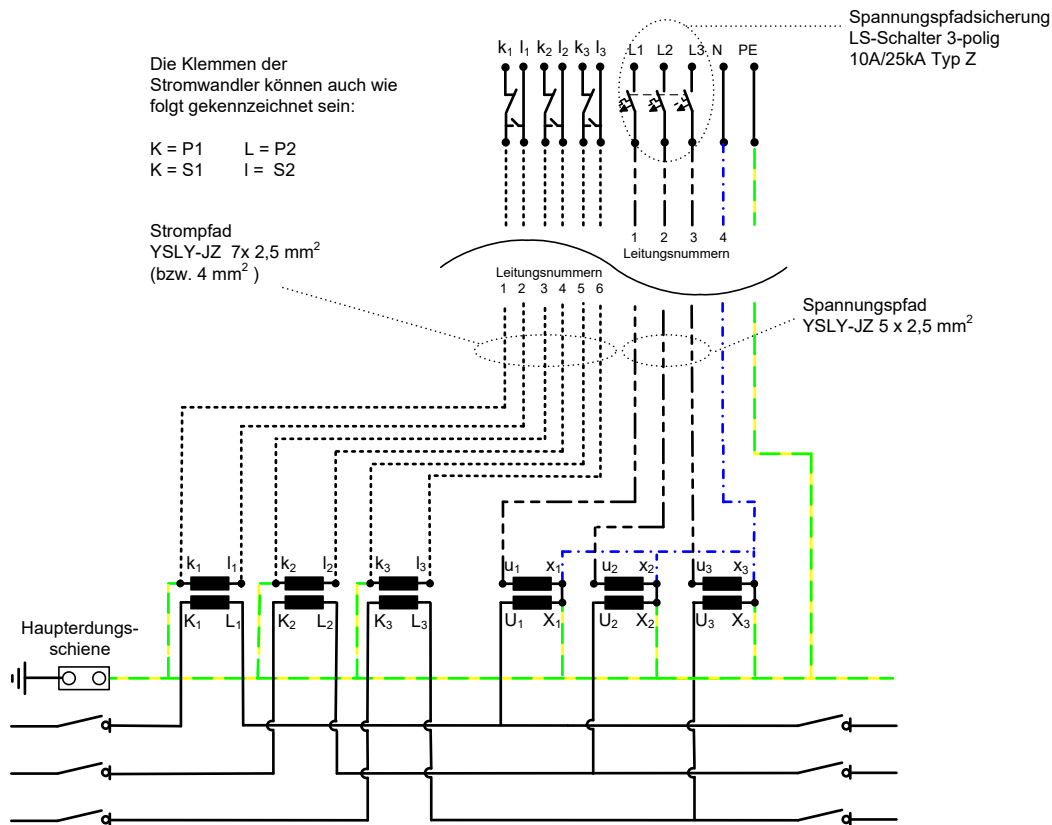 Spannungspfadsicherung
LS-Schalter 3-polig
10A/25kA Typ Z
k₁ l₁ k₂ l₂ k₃ l₃ L1 L2 L3 N PE
Die Klemmen der
Stromwandler können auch wie
folgt gekennzeichnet sein:
K = P1 L = P2
K = S1 l = S2
Strompfad
YSLY-JZ 7x 2,5 mm²
(bzw. 4 mm² )
1 2 3 4
Leitungsnummern
Leitungsnummern
1 2 3 4 5 6
Spannungspfad
YSLY-JZ 5 x 2,5 mm²
k₁ l₁ k₂ l₂ k₃ l₃ u₁ x₁ u₂ x₂ u₃ x₃
K₁ L₁ K₂ L₂ K₃ L₃ U₁ X₁ U₂ X₂ U₃ X₃
Haupterdungs-
schiene